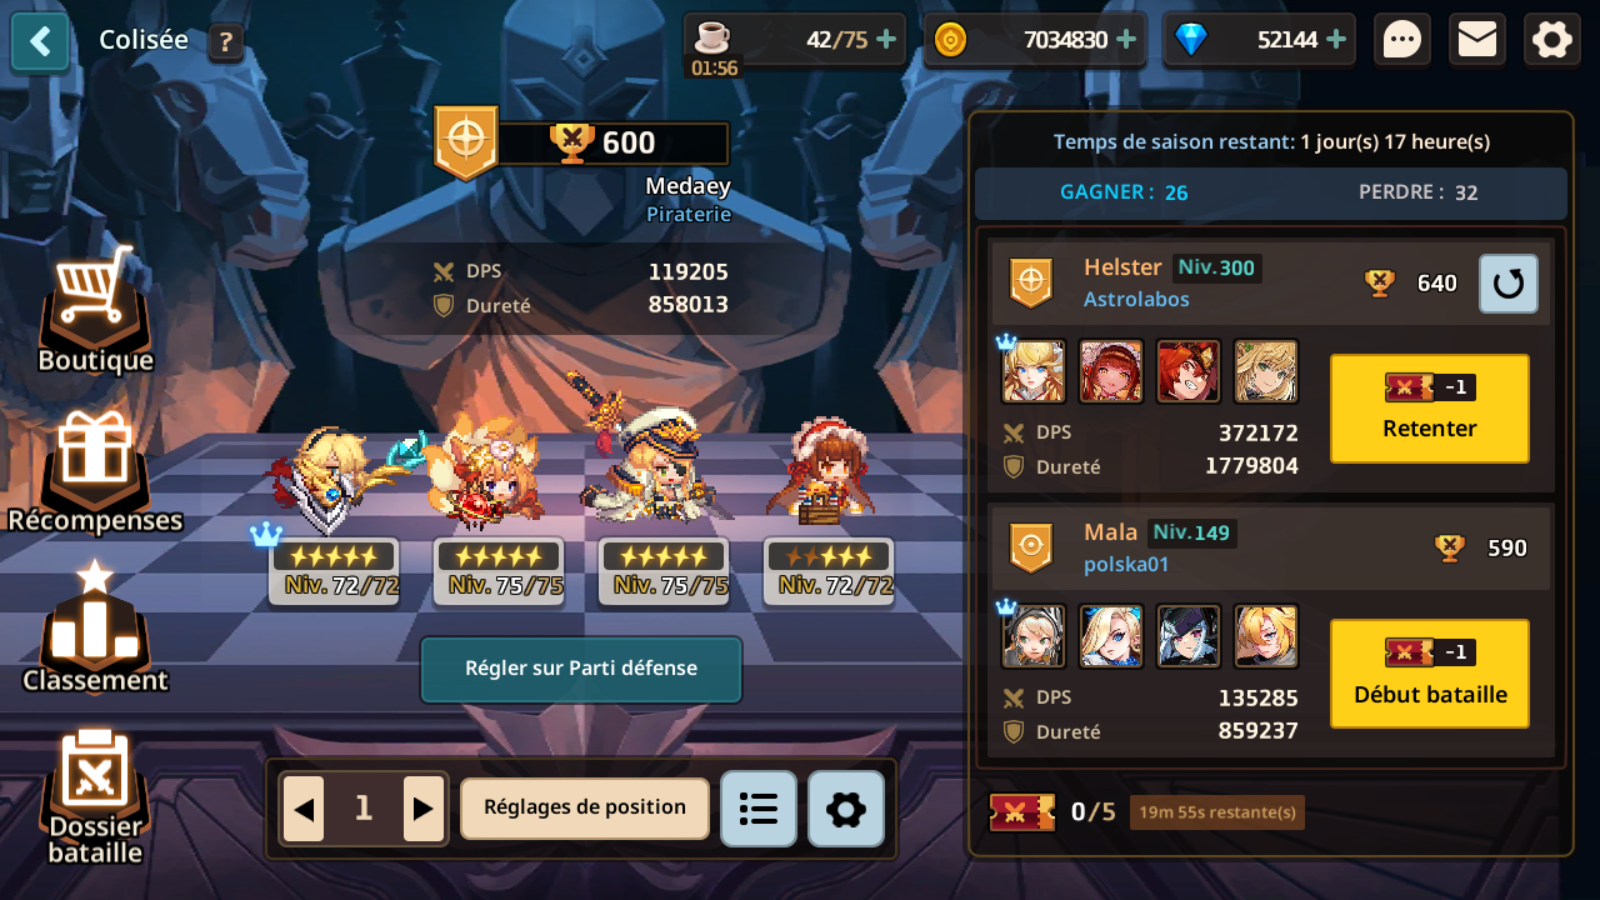 Colisée
?
42/75
01:56
7034830
52144
600
Medaey
Piraterie
DPS 119205
Dureté 858013
Boutique
Récompenses
Classement
Dossier
bataille
Niv. 72/72
Niv. 75/75
Niv. 75/75
Niv. 72/72
Régler sur Parti défense
1
Réglages de position
Temps de saison restant: 1 jour(s) 17 heure(s)
GAGNER : 26
PERDRE : 32
Helster Niv.300
Astrolabos
640
DPS 372172
Dureté 1779804
-1
Retenter
Mala Niv.149
polska01
590
DPS 135285
Dureté 859237
-1
Début bataille
0/5
19m 55s restante(s)